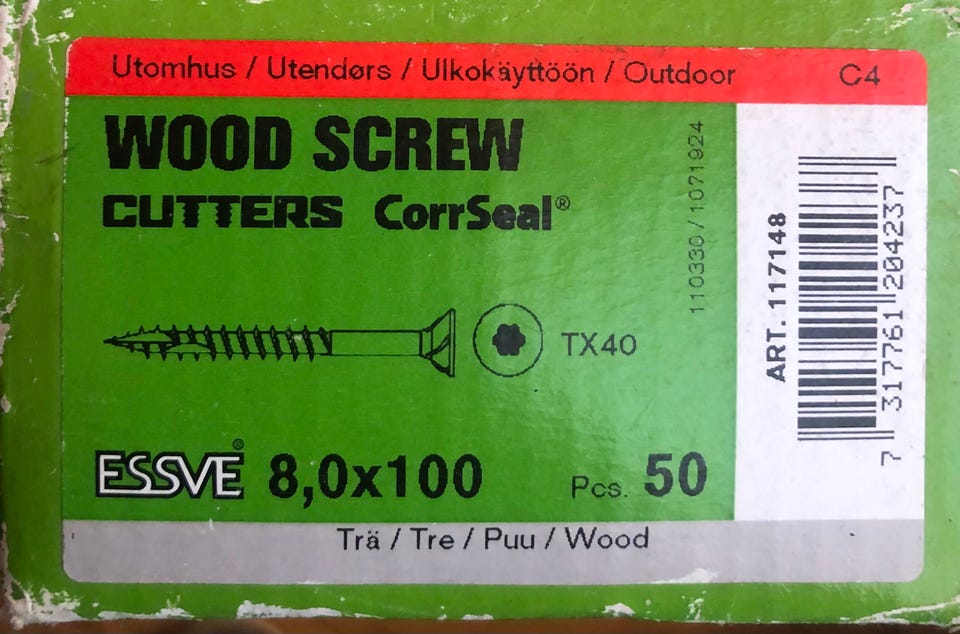 Utomhus / Utendørs / Ulkokäyttöön / Outdoor C4
WOOD SCREW
CUTTERS CorrSeal®
110330/1071924
TX40
ESSVE® 8,0x100 Pcs. 50
ART. 117148
7 317761 204237
Trä / Tre / Puu / Wood